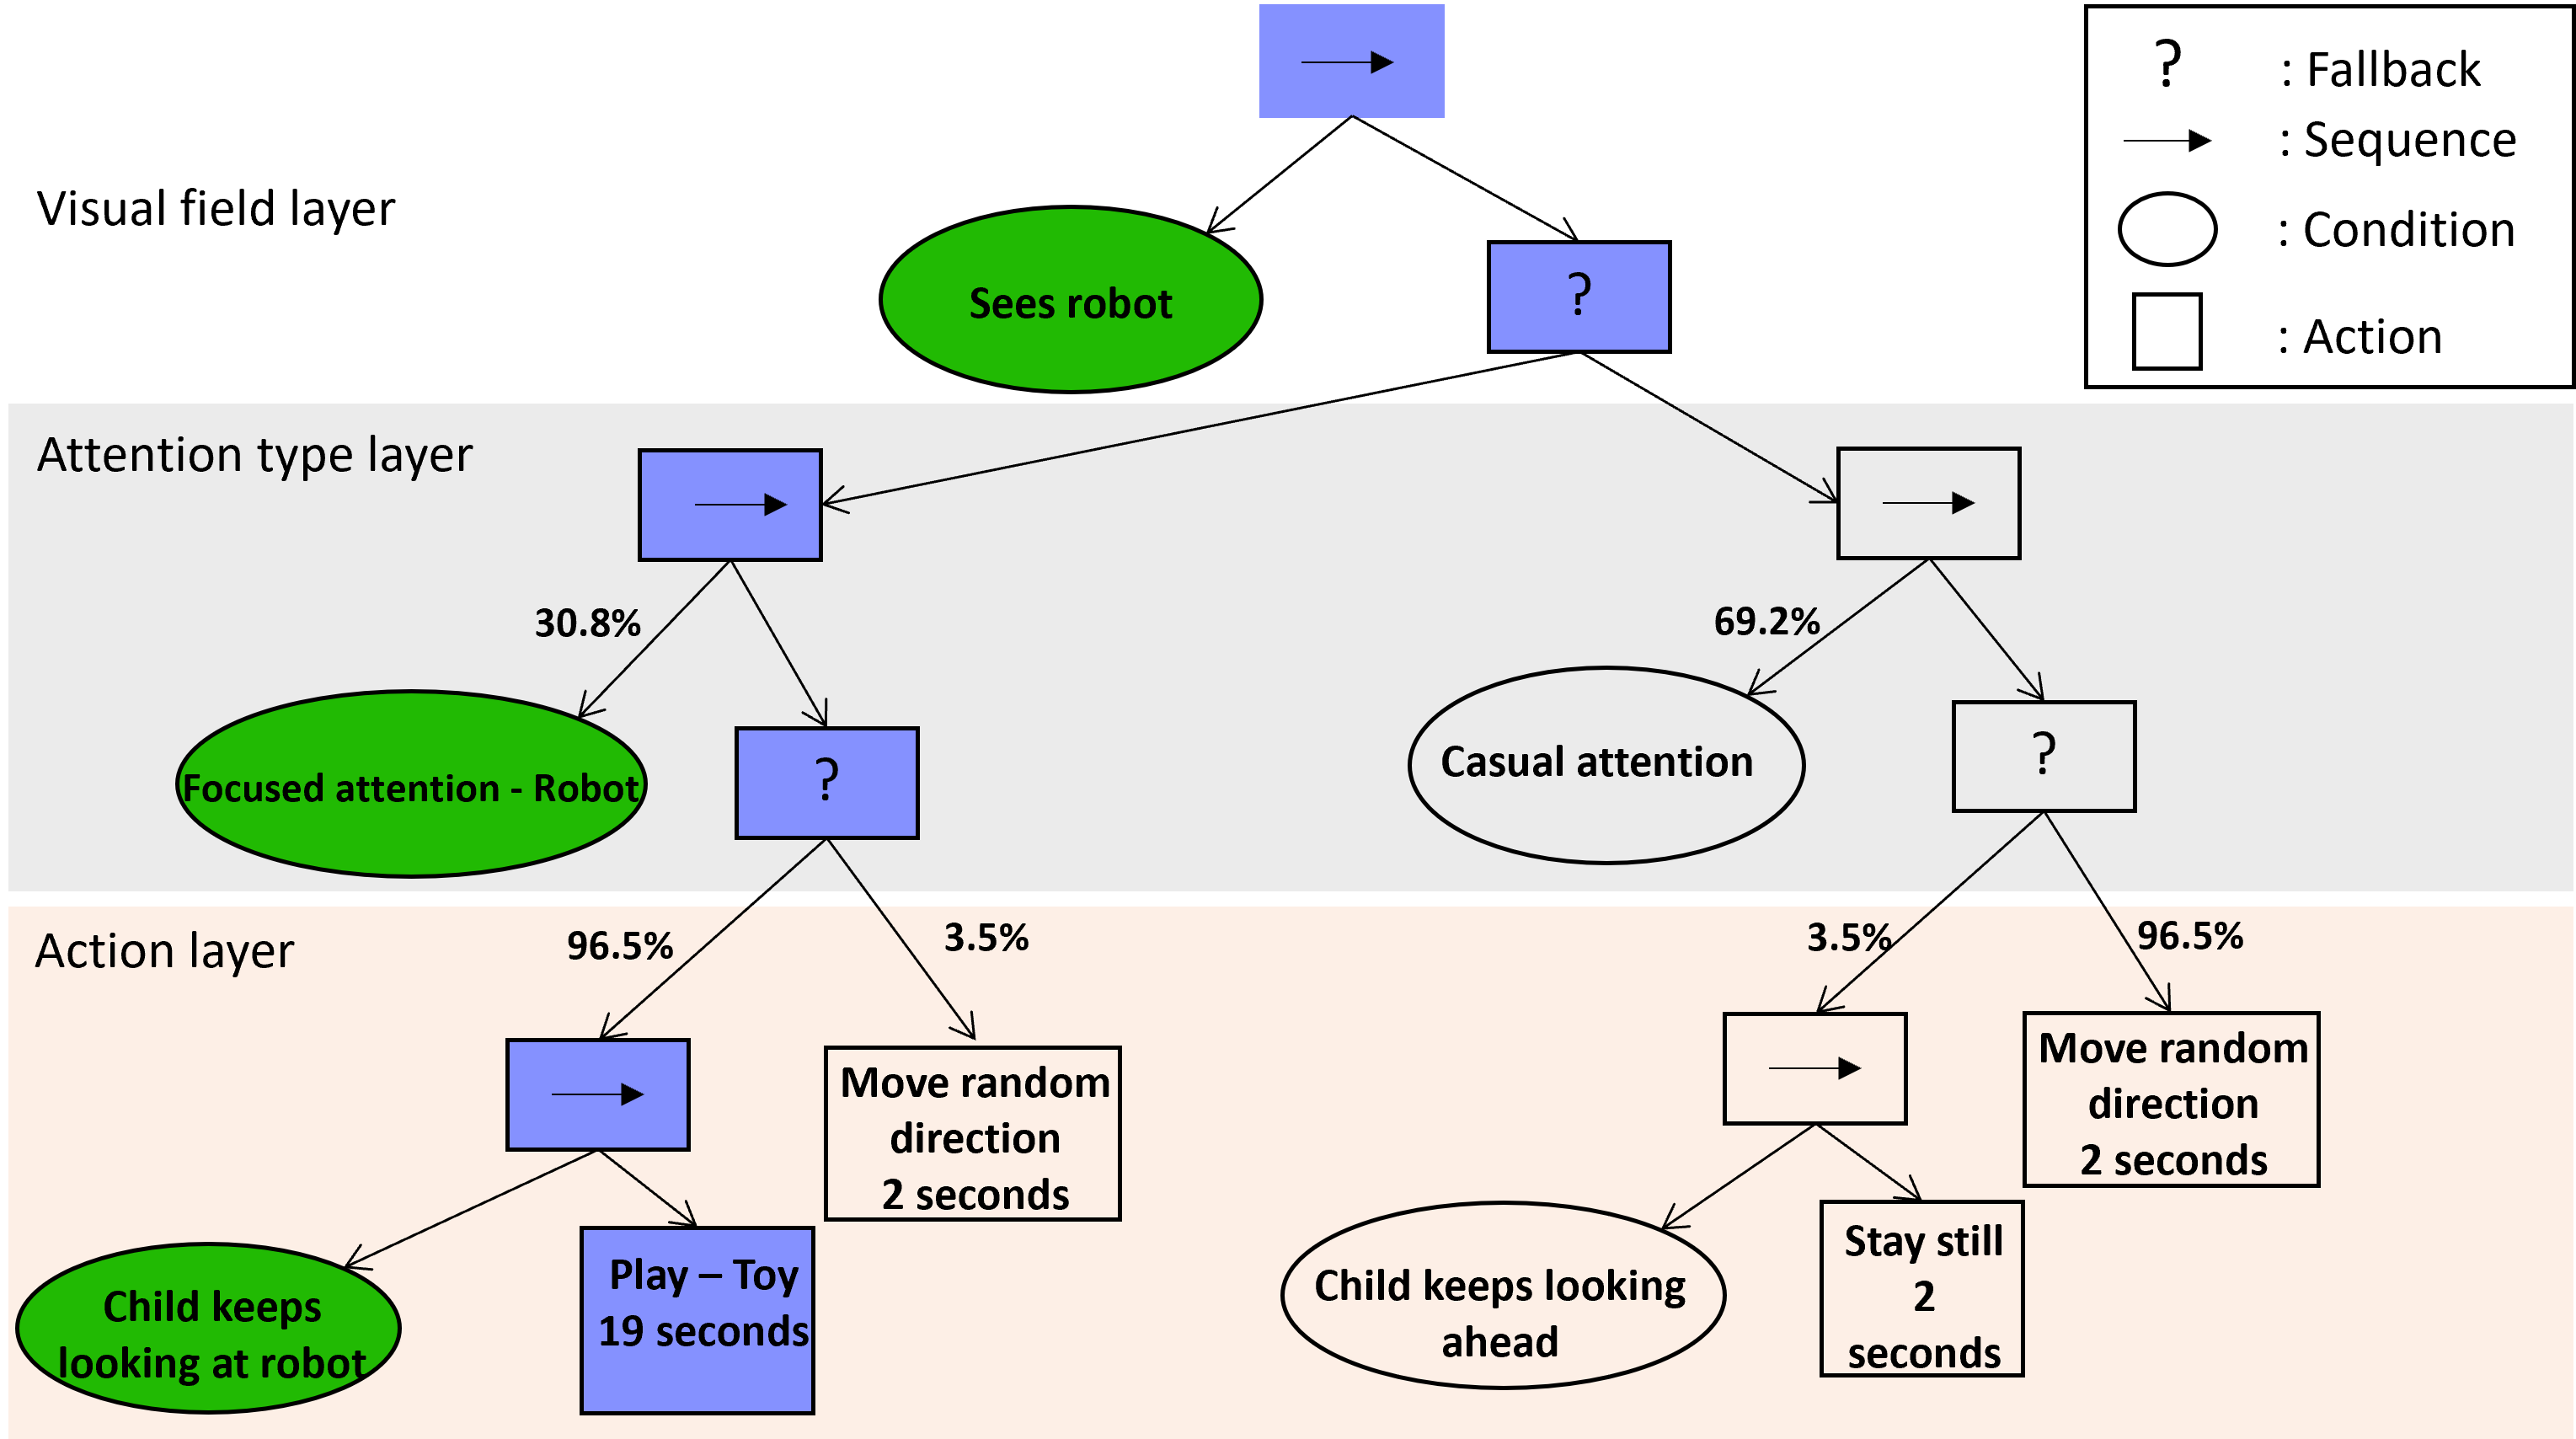 ?
: Fallback
: Sequence
: Condition
: Action
Visual field layer
Sees robot
?
Attention type layer
30.8%
69.2%
Focused attention - Robot
?
Casual attention
?
Action layer
96.5%
3.5%
3.5%
96.5%
Move random
direction
2 seconds
Move random
direction
2 seconds
Child keeps
looking at robot
Play – Toy
19 seconds
Child keeps looking
ahead
Stay still
2
seconds